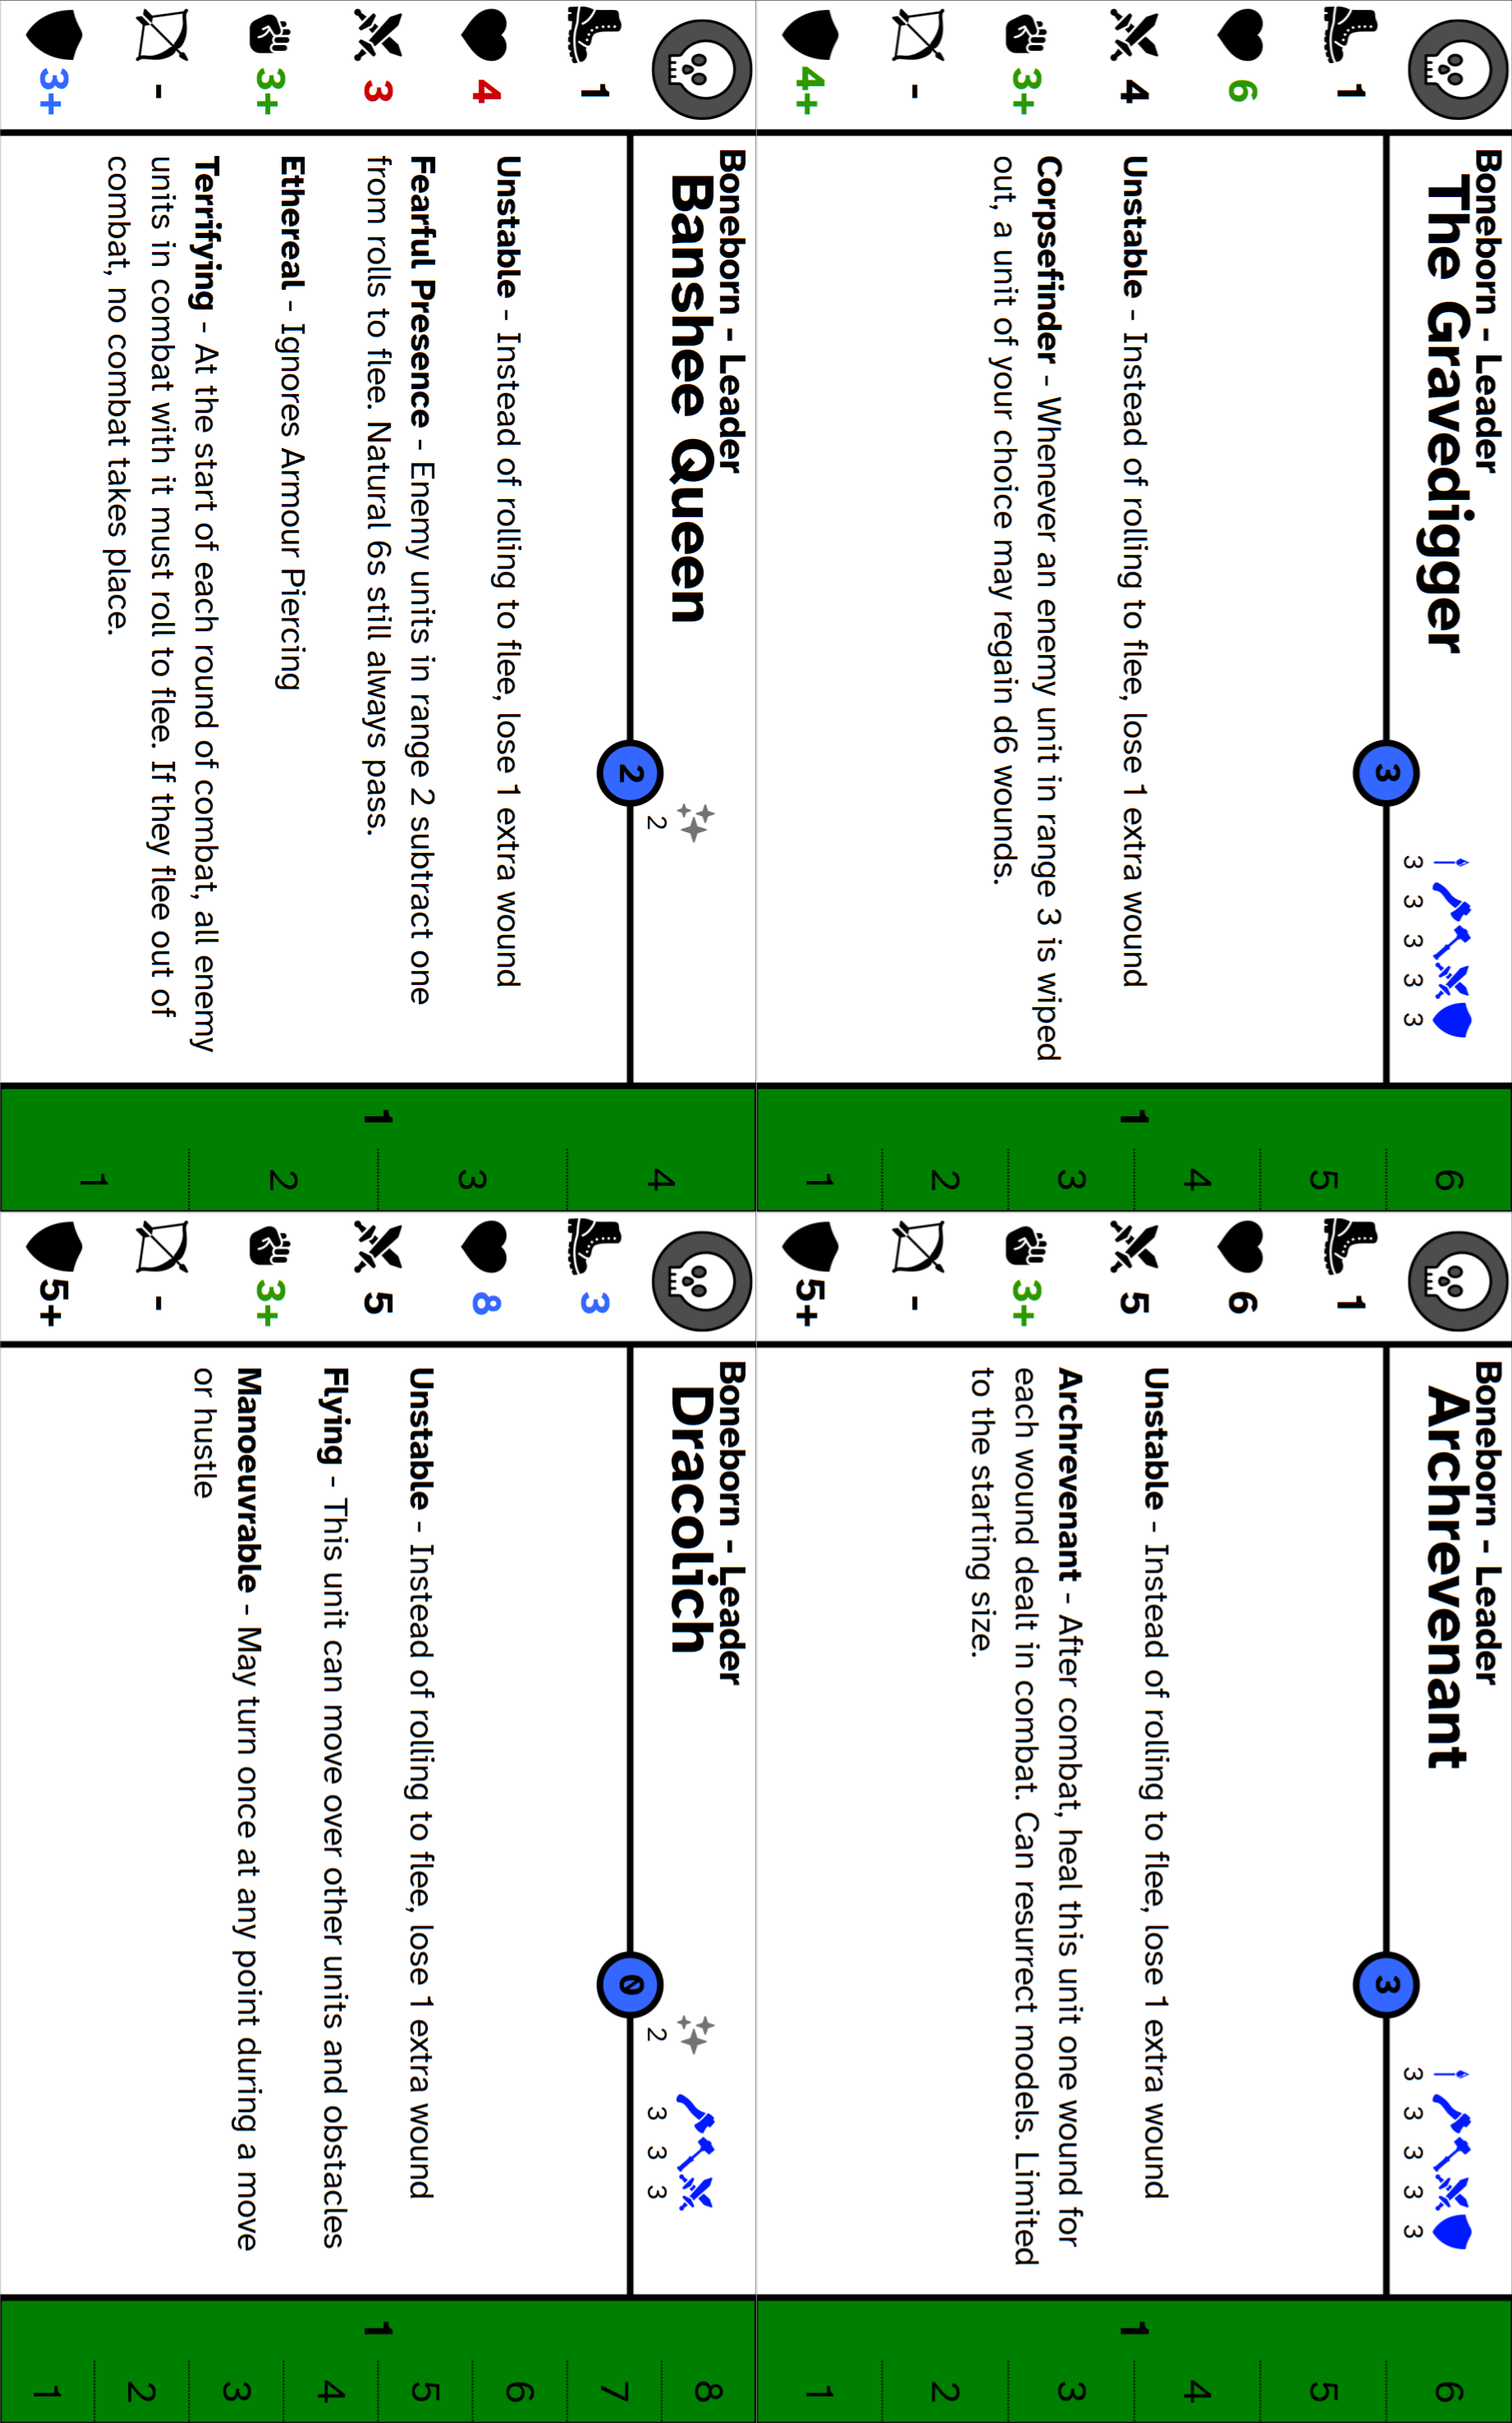 Boneborn - Leader
The Gravedigger
3 3 3 3 3
3
1
6
4
3+
-
4+
Unstable - Instead of rolling to flee, lose 1 extra wound
Corpsefinder - Whenever an enemy unit in range 3 is wiped
out, a unit of your choice may regain d6 wounds.
1
6
5
4
3
2
1
Boneborn - Leader
Archrevenant
3 3 3 3 3
3
1
6
5
3+
-
5+
Unstable - Instead of rolling to flee, lose 1 extra wound
Archrevenant - After combat, heal this unit one wound for
each wound dealt in combat. Can resurrect models. Limited
to the starting size.
1
6
5
4
3
2
1
Boneborn - Leader
Banshee Queen
2
2
1
4
3
3+
-
3+
Unstable - Instead of rolling to flee, lose 1 extra wound
Fearful Presence - Enemy units in range 2 subtract one
from rolls to flee. Natural 6s still always pass.
Ethereal - Ignores Armour Piercing
Terrifying - At the start of each round of combat, all enemy
units in combat with it must roll to flee. If they flee out of
combat, no combat takes place.
1
4
3
2
1
Boneborn - Leader
Dracolich
2 3 3 3
0
3
8
5
3+
-
5+
Unstable - Instead of rolling to flee, lose 1 extra wound
Flying - This unit can move over other units and obstacles
Manoeuvrable - May turn once at any point during a move
or hustle
1
8
7
6
5
4
3
2
1